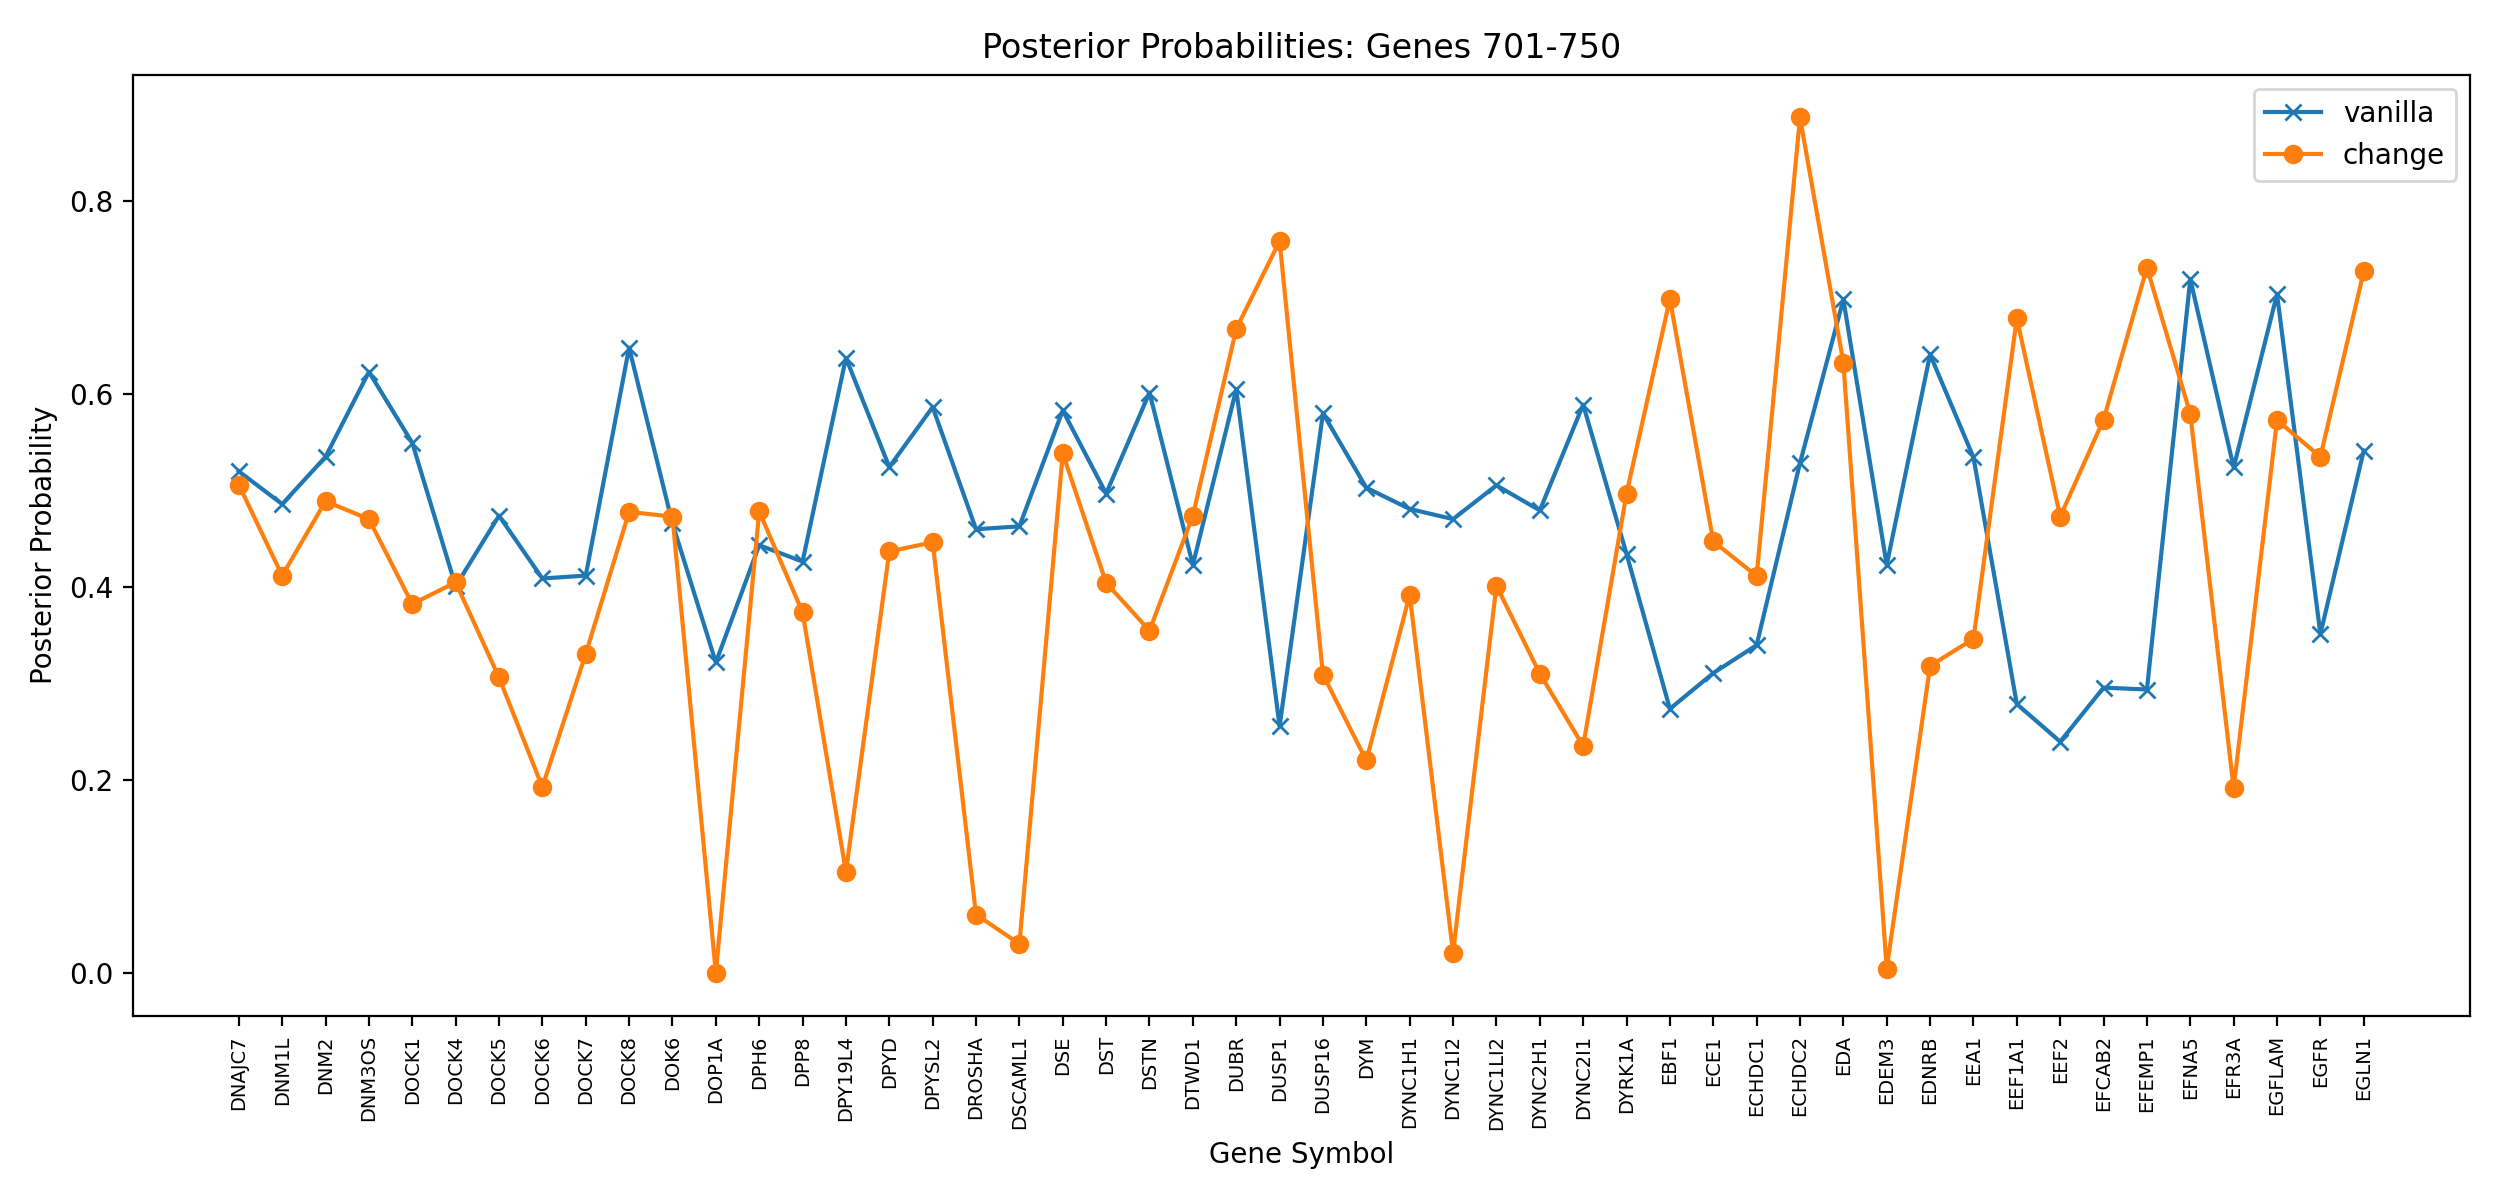 Posterior Probabilities: Genes 701-750
vanilla
change
Posterior Probability
0.8
0.6
0.4
0.2
0.0
DNAJC7
DNM1L
DNM2
DNM3OS
DOCK1
DOCK4
DOCK5
DOCK6
DOCK7
DOCK8
DOK6
DOP1A
DPH6
DPP8
DPY19L4
DPYD
DPYSL2
DROSHA
DSCAML1
DSE
DST
DSTN
DTWD1
DUBR
DUSP1
DUSP16
DYM
DYNC1H1
DYNC1I2
DYNC1LI2
DYNC2H1
DYNC2I1
DYRK1A
EBF1
ECE1
ECHDC1
ECHDC2
EDA
EDEM3
EDNRB
EEA1
EEF1A1
EEF2
EFCAB2
EFEMP1
EFNA5
EFR3A
EGFLAM
EGFR
EGLN1
Gene Symbol